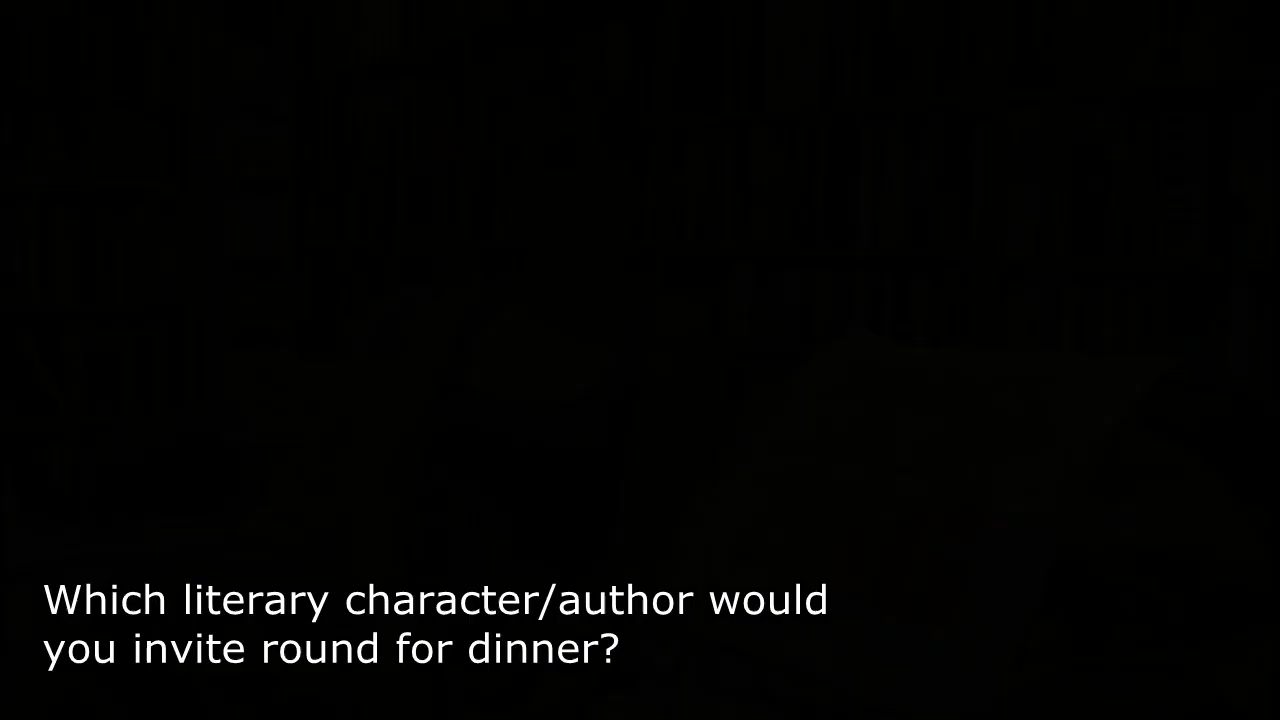 Which literary character/author would
you invite round for dinner?